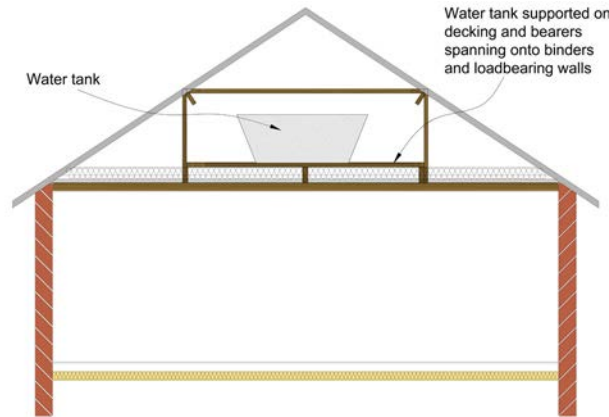 Water tank supported on
decking and bearers
spanning onto binders
and loadbearing walls
Water tank